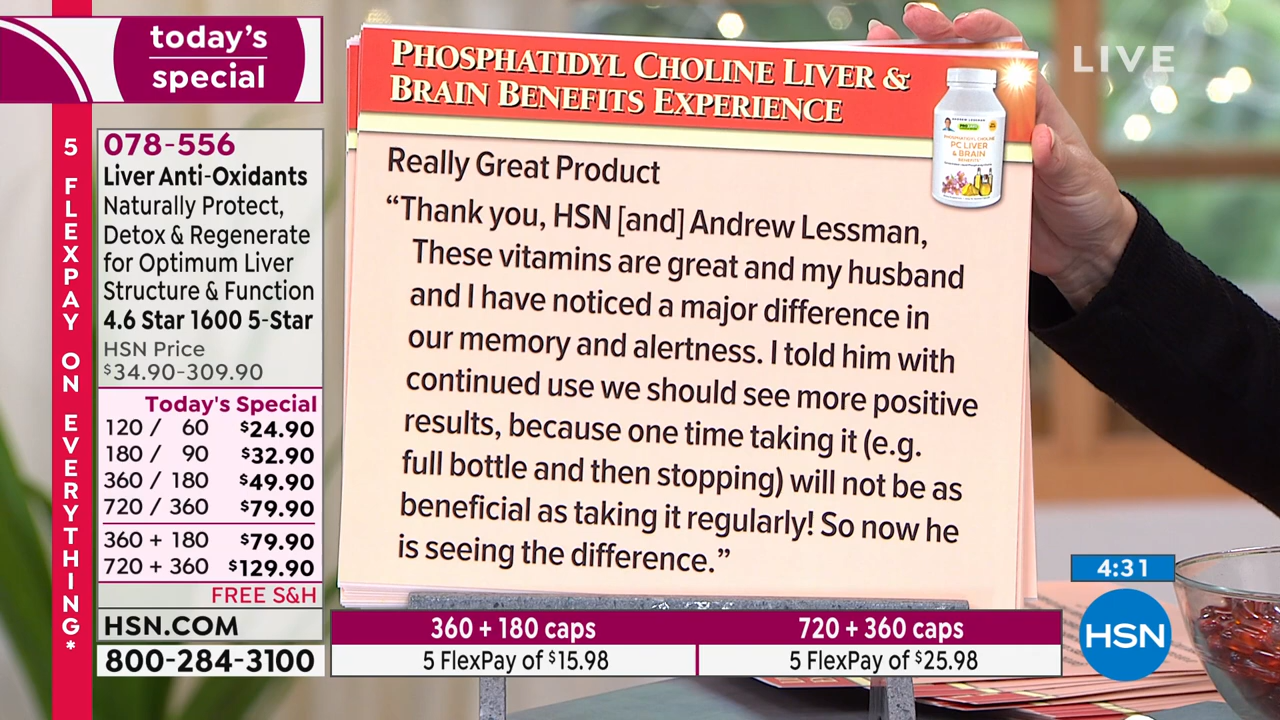 today's
special
5 FLEXPAY ON EVERYTHING*
078-556
Liver Anti-Oxidants
Naturally Protect,
Detox & Regenerate
for Optimum Liver
Structure & Function
4.6 Star 1600 5-Star
HSN Price
$34.90-309.90
Today's Special
120 / 60 $24.90
180 / 90 $32.90
360 / 180 $49.90
720 / 360 $79.90
360 + 180 $79.90
720 + 360 $129.90
FREE S&H
HSN.COM
800-284-3100
LIVE
PHOSPHATIDYL CHOLINE LIVER &
BRAIN BENEFITS EXPERIENCE
ANDREW LESSMAN
PHOSPHATIDYL CHOLINE
PC LIVER
& BRAIN
BENEFITS
Really Great Product
“Thank you, HSN [and] Andrew Lessman,
These vitamins are great and my husband
and I have noticed a major difference in
our memory and alertness. I told him with
continued use we should see more positive
results, because one time taking it (e.g.
full bottle and then stopping) will not be as
beneficial as taking it regularly! So now he
is seeing the difference.”
4:31
HSN
360 + 180 caps
5 FlexPay of $15.98
720 + 360 caps
5 FlexPay of $25.98